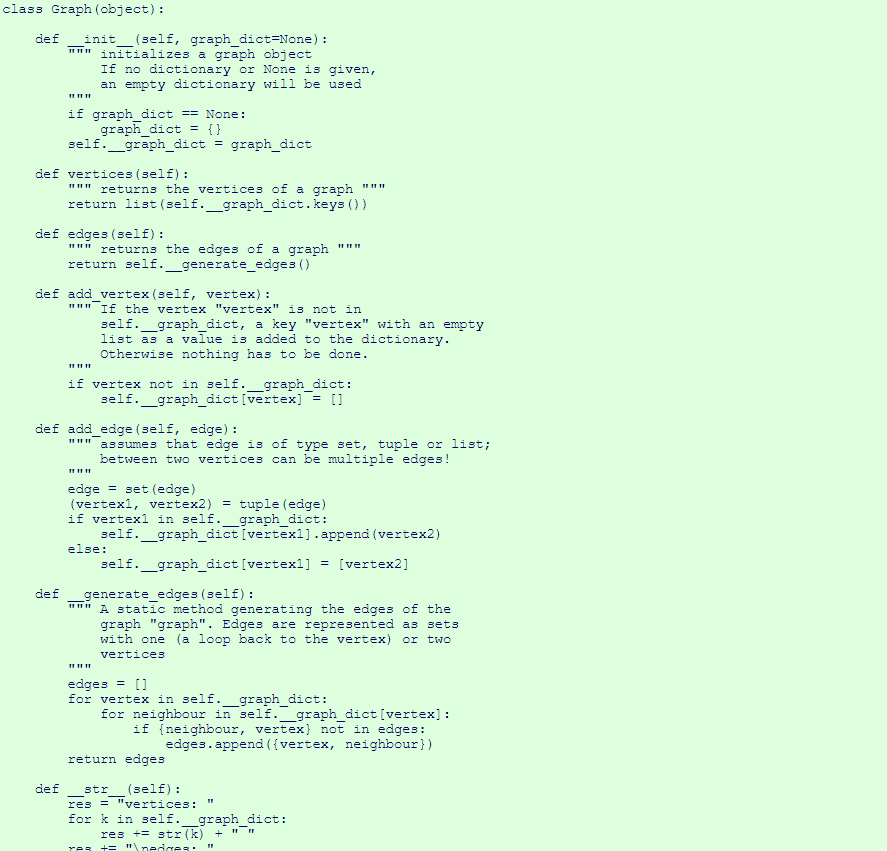 class Graph(object):

    def __init__(self, graph_dict=None):
        """ initializes a graph object
            If no dictionary or None is given,
            an empty dictionary will be used
        """
        if graph_dict == None:
            graph_dict = {}
        self.__graph_dict = graph_dict

    def vertices(self):
        """ returns the vertices of a graph """
        return list(self.__graph_dict.keys())

    def edges(self):
        """ returns the edges of a graph """
        return self.__generate_edges()

    def add_vertex(self, vertex):
        """ If the vertex "vertex" is not in
            self.__graph_dict, a key "vertex" with an empty
            list as a value is added to the dictionary.
            Otherwise nothing has to be done.
        """
        if vertex not in self.__graph_dict:
            self.__graph_dict[vertex] = []

    def add_edge(self, edge):
        """ assumes that edge is of type set, tuple or list;
            between two vertices can be multiple edges!
        """
        edge = set(edge)
        (vertex1, vertex2) = tuple(edge)
        if vertex1 in self.__graph_dict:
            self.__graph_dict[vertex1].append(vertex2)
        else:
            self.__graph_dict[vertex1] = [vertex2]

    def __generate_edges(self):
        """ A static method generating the edges of the
            graph "graph". Edges are represented as sets
            with one (a loop back to the vertex) or two
            vertices
        """
        edges = []
        for vertex in self.__graph_dict:
            for neighbour in self.__graph_dict[vertex]:
                if {neighbour, vertex} not in edges:
                    edges.append({vertex, neighbour})
        return edges

    def __str__(self):
        res = "vertices: "
        for k in self.__graph_dict:
            res += str(k) + " "
        res += "\nedges: "